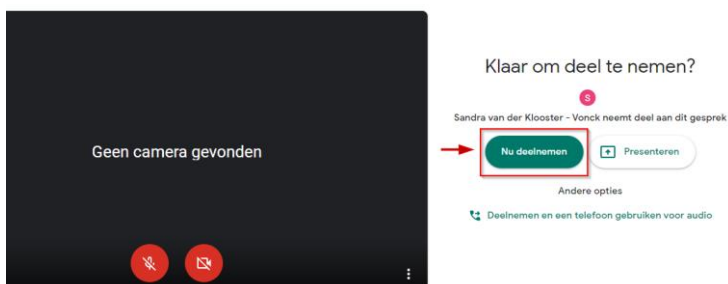 Geen camera gevonden
Klaar om deel te nemen?
S
Sandra van der Klooster - Vonck neemt deel aan dit gesprek
Nu deelnemen
Presenteren
Andere opties
Deelnemen en een telefoon gebruiken voor audio